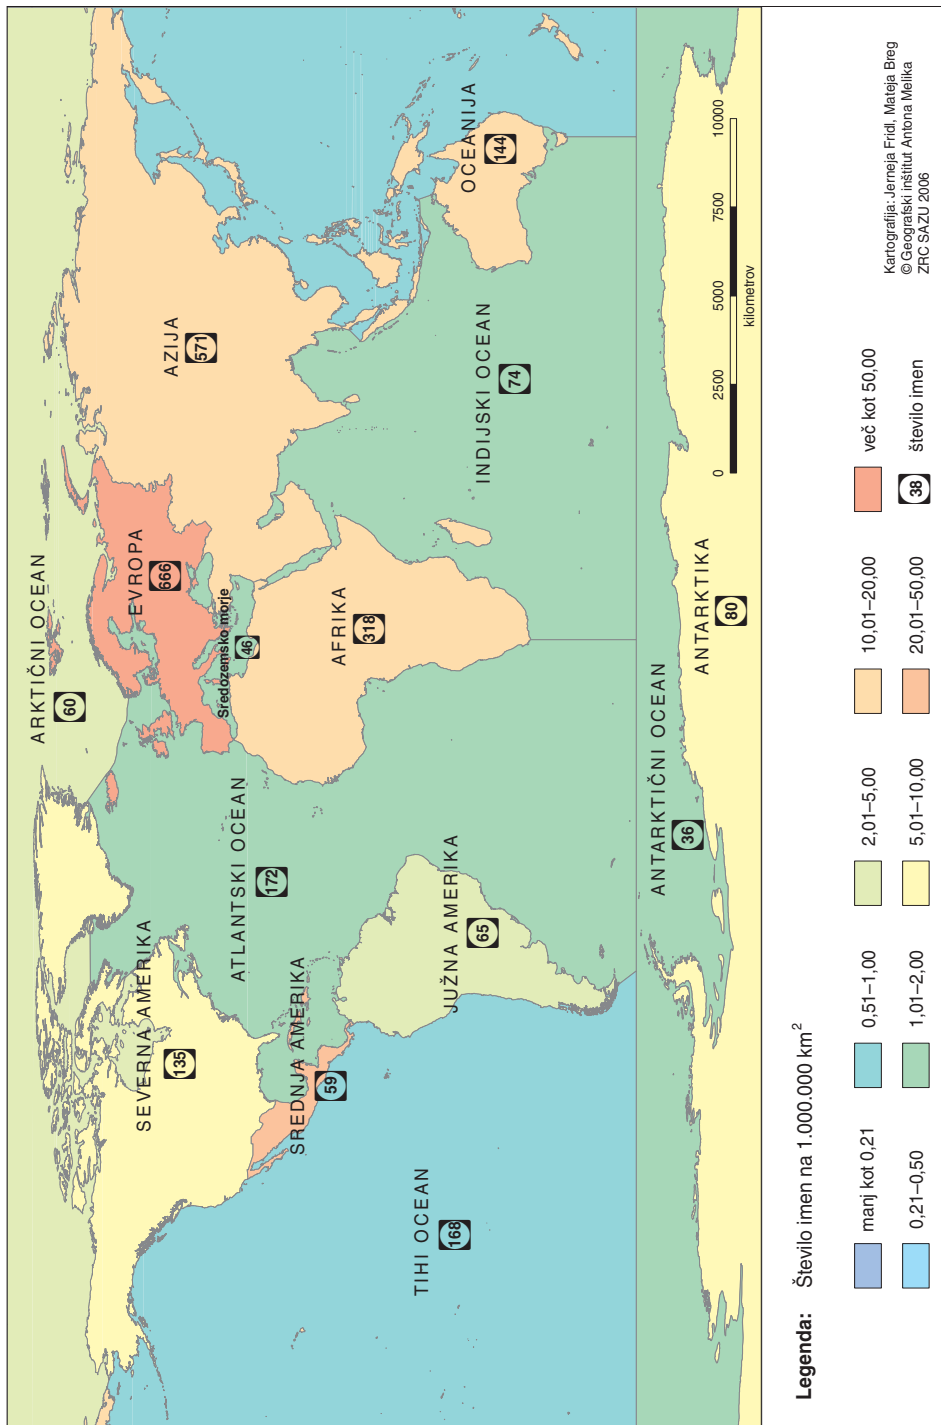 ARKTIČNI OCEAN
60
SEVERNA AMERIKA
135
EVROPA
666
AZIJA
571
Sredozemsko morje
46
ATLANTSKI OCEAN
172
SREDNJA AMERIKA
59
AFRIKA
318
TIHI OCEAN
168
JUŽNA AMERIKA
65
INDIJSKI OCEAN
74
OCEANIJA
144
ANTARKTIČNI OCEAN
36
ANTARKTIKA
80
0 2500 5000 7500 10000
kilometrov
Legenda: Število imen na 1.000.000 km²
manj kot 0,21
0,21–0,50
0,51–1,00
1,01–2,00
2,01–5,00
5,01–10,00
10,01–20,00
20,01–50,00
več kot 50,00
38 število imen
Kartografija: Jerneja Fridl, Mateja Breg
© Geografski inštitut Antona Melika
ZRC SAZU 2006